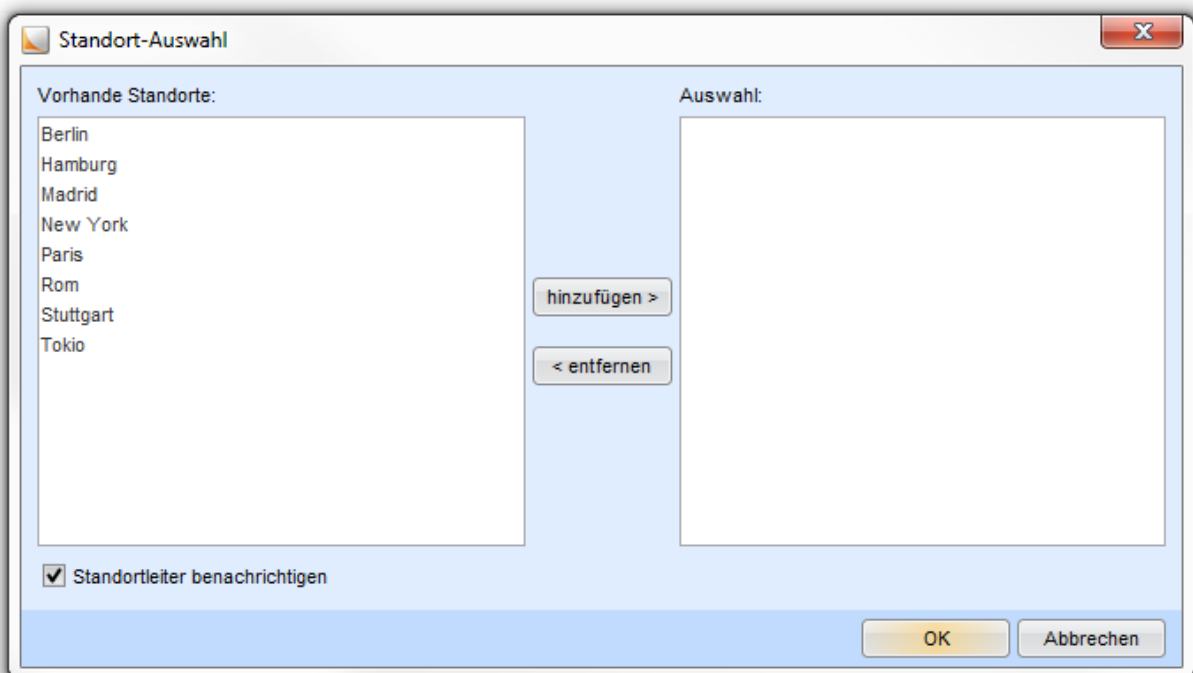 Standort-Auswahl
Vorhande Standorte:
Berlin
Hamburg
Madrid
New York
Paris
Rom
Stuttgart
Tokio
hinzufügen >
< entfernen
Auswahl:
Standortleiter benachrichtigen
OK
Abbrechen